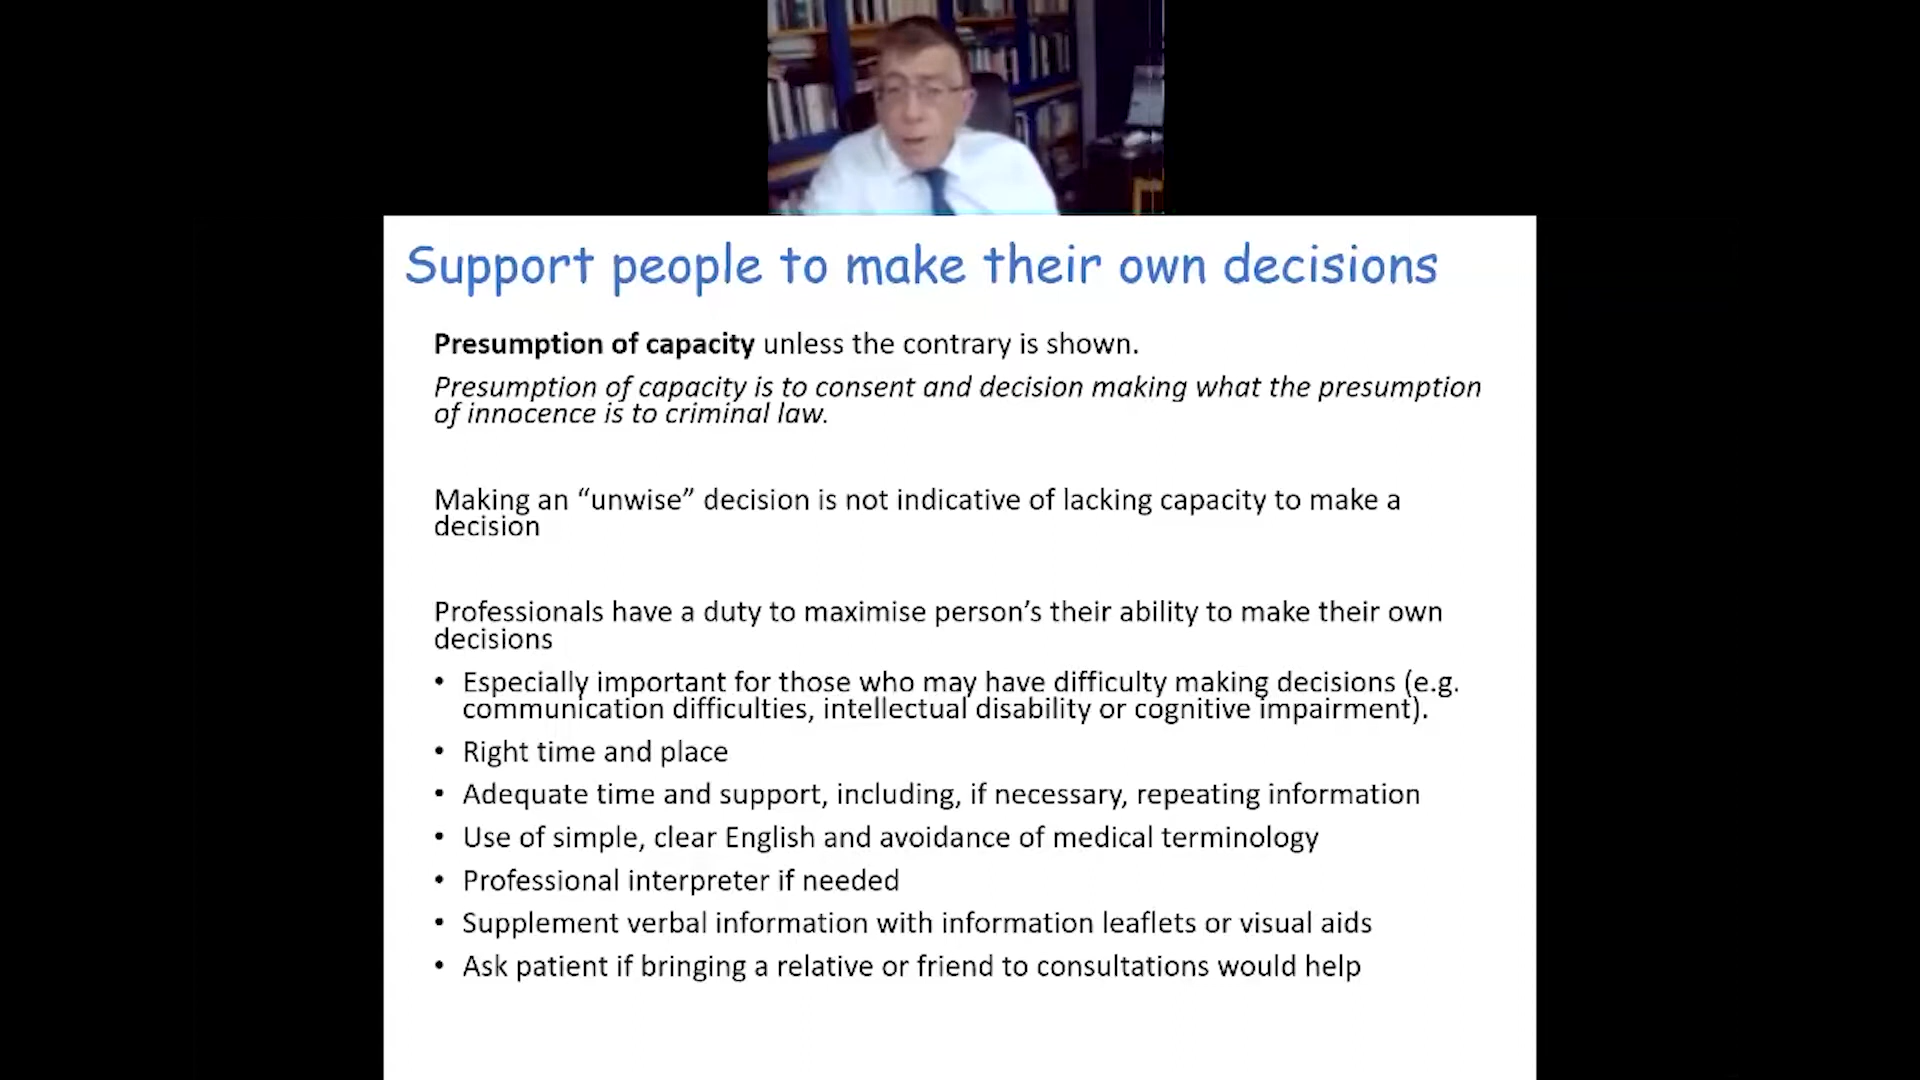 Support people to make their own decisions
Presumption of capacity unless the contrary is shown.
Presumption of capacity is to consent and decision making what the presumption
of innocence is to criminal law.
Making an “unwise” decision is not indicative of lacking capacity to make a
decision
Professionals have a duty to maximise person’s their ability to make their own
decisions
• Especially important for those who may have difficulty making decisions (e.g.
communication difficulties, intellectual disability or cognitive impairment).
• Right time and place
• Adequate time and support, including, if necessary, repeating information
• Use of simple, clear English and avoidance of medical terminology
• Professional interpreter if needed
• Supplement verbal information with information leaflets or visual aids
• Ask patient if bringing a relative or friend to consultations would help